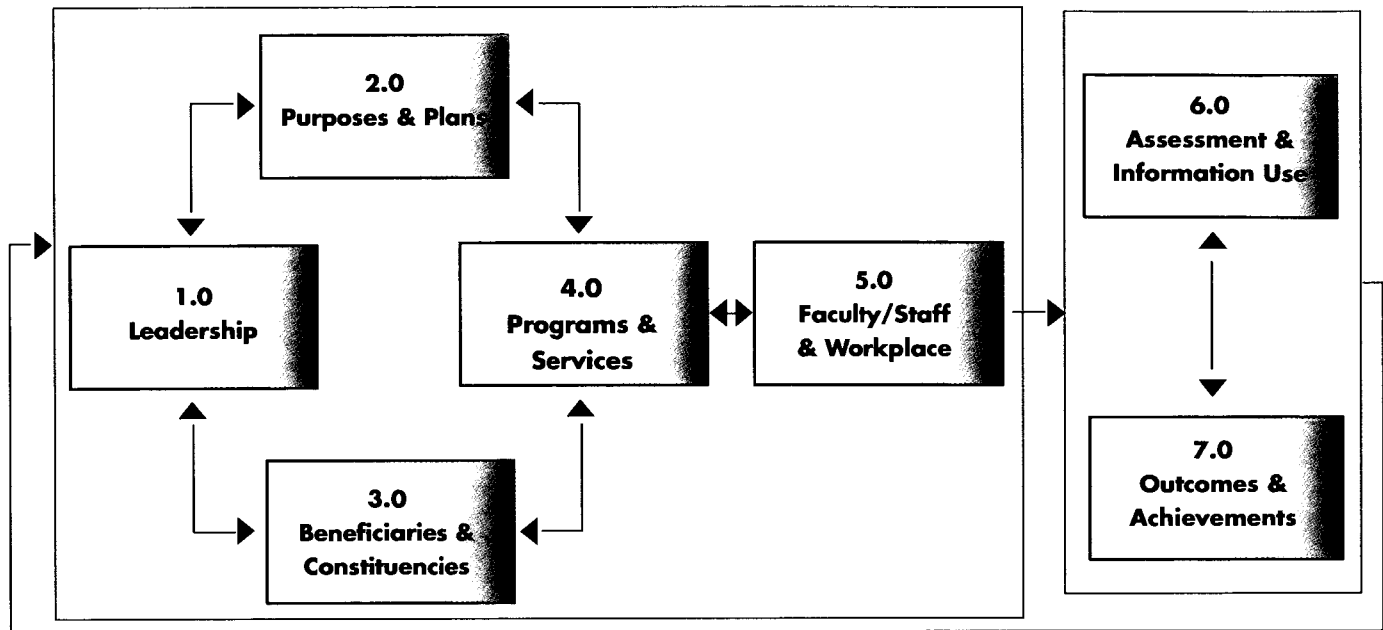 2.0
Purposes & Plans
6.0
Assessment &
Information Use
1.0
Leadership
4.0
Programs &
Services
5.0
Faculty/Staff
& Workplace
3.0
Beneficiaries &
Constituencies
7.0
Outcomes &
Achievements